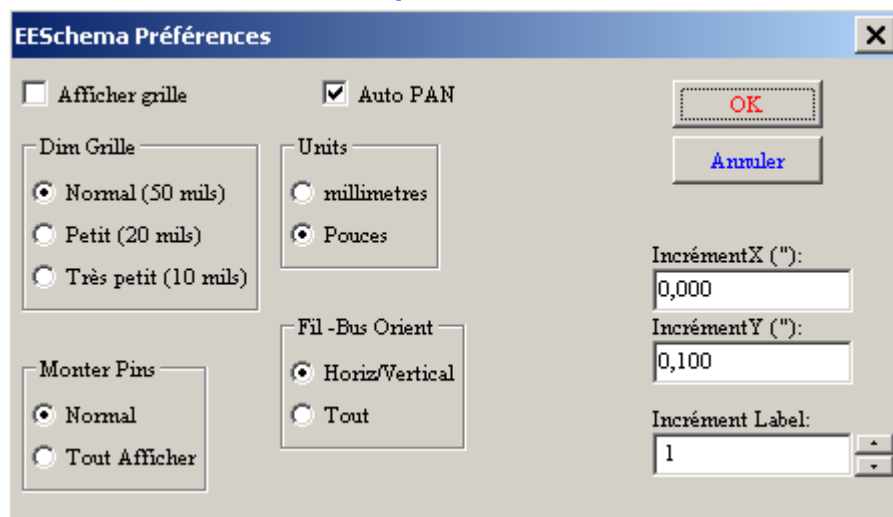 EESchema Préférences
Afficher grille
Auto PAN
OK
Annuler
Dim Grille
Normal (50 mils)
Petit (20 mils)
Très petit (10 mils)
Units
millimetres
Pouces
IncrémentX ("):
0,000
IncrémentY ("):
0,100
Fil -Bus Orient
Horiz/Vertical
Tout
Monter Pins
Normal
Tout Afficher
Incrément Label:
1